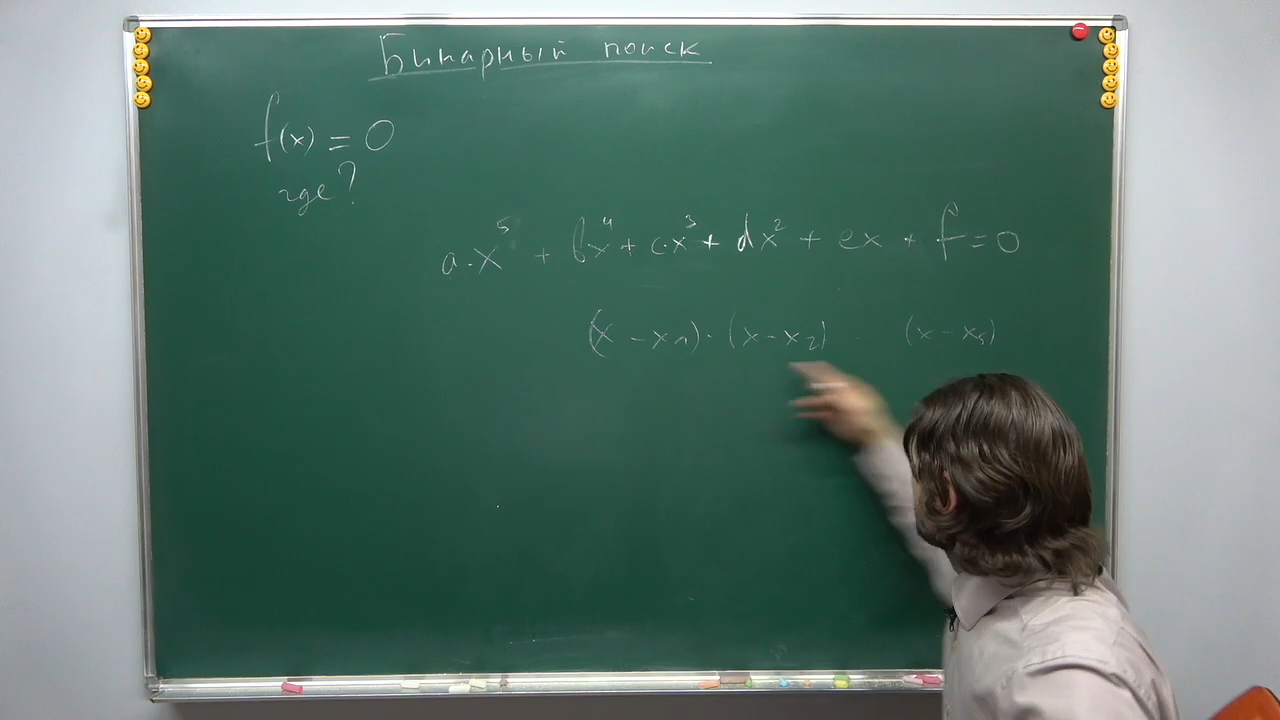 Бинарный поиск
f(x) = 0
где?
a·x⁵ + bx⁴ + c·x³ + dx² + ex + f = 0
(x - x₁) · (x - x₂) . . (x - x₅)